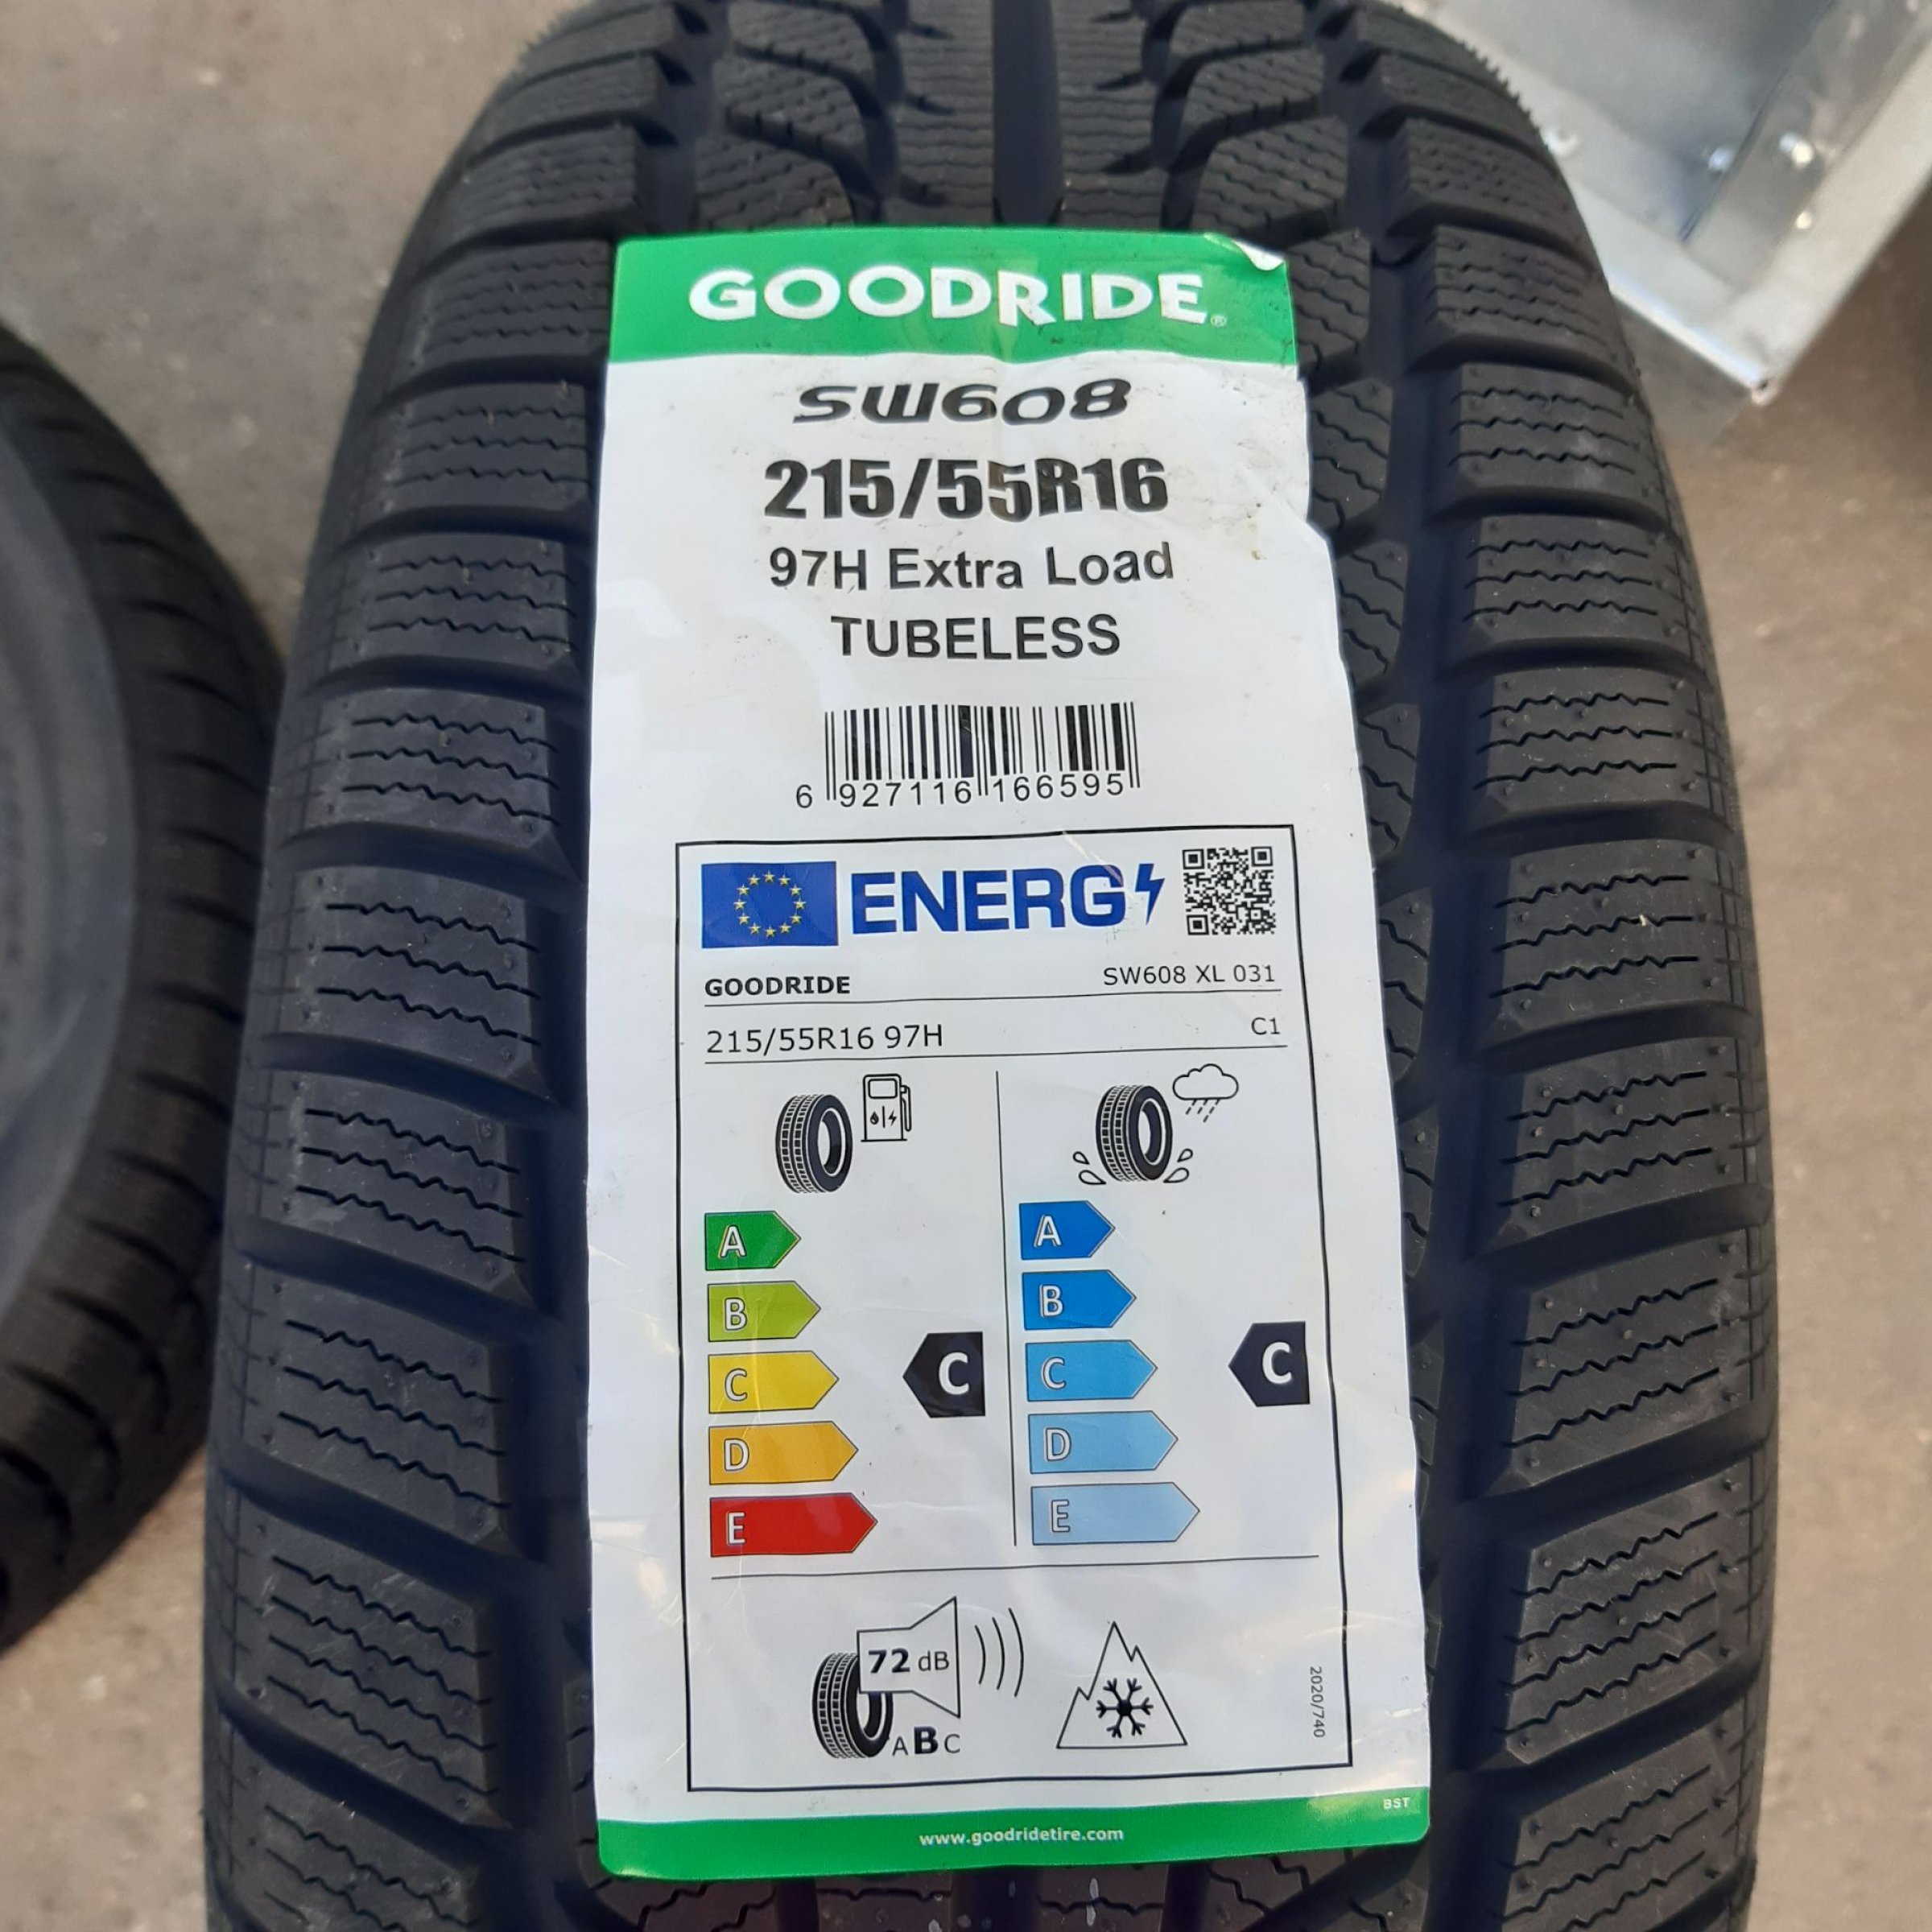 GOODRIDE®
SW608
215/55R16
97H Extra Load
TUBELESS
6 927116 166595
ENERG
GOODRIDE SW608 XL 031
215/55R16 97H C1
A A
B B
C C C C
D D
E E
72 dB
ABC
2020/740
BST
www.goodridetire.com